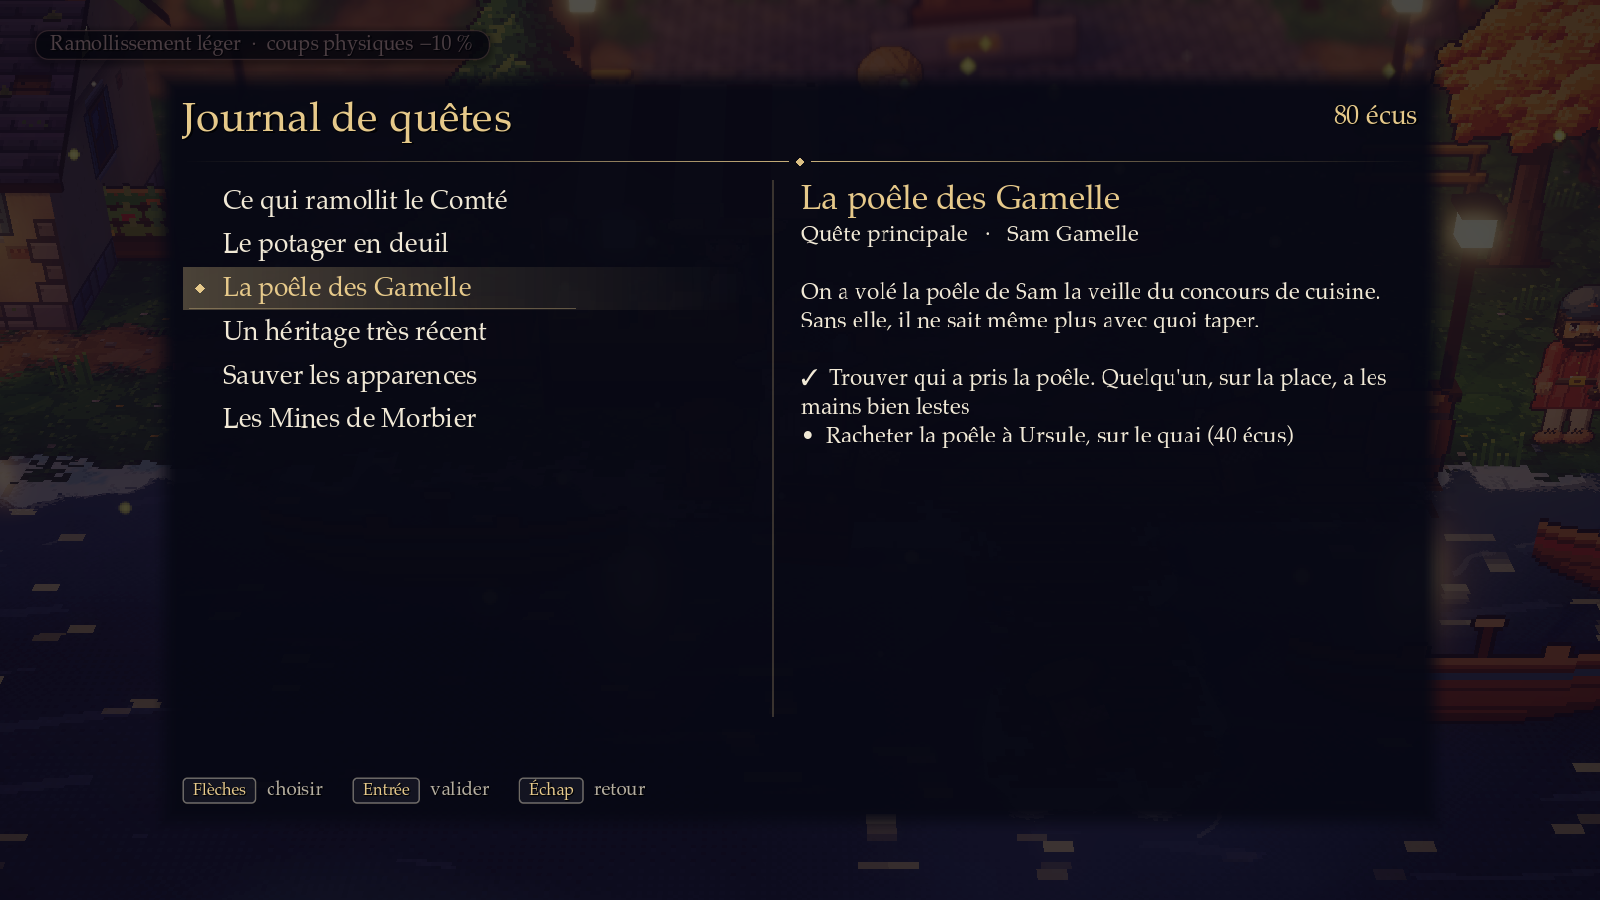 Ramollissement léger · coups physiques −10 %
Journal de quêtes
80 écus
Ce qui ramollit le Comté
Le potager en deuil
La poêle des Gamelle
Un héritage très récent
Sauver les apparences
Les Mines de Morbier
La poêle des Gamelle
Quête principale · Sam Gamelle
On a volé la poêle de Sam la veille du concours de cuisine.
Sans elle, il ne sait même plus avec quoi taper.
✓ Trouver qui a pris la poêle. Quelqu'un, sur la place, a les
mains bien lestes
• Racheter la poêle à Ursule, sur le quai (40 écus)
Flèches choisir Entrée valider Échap retour